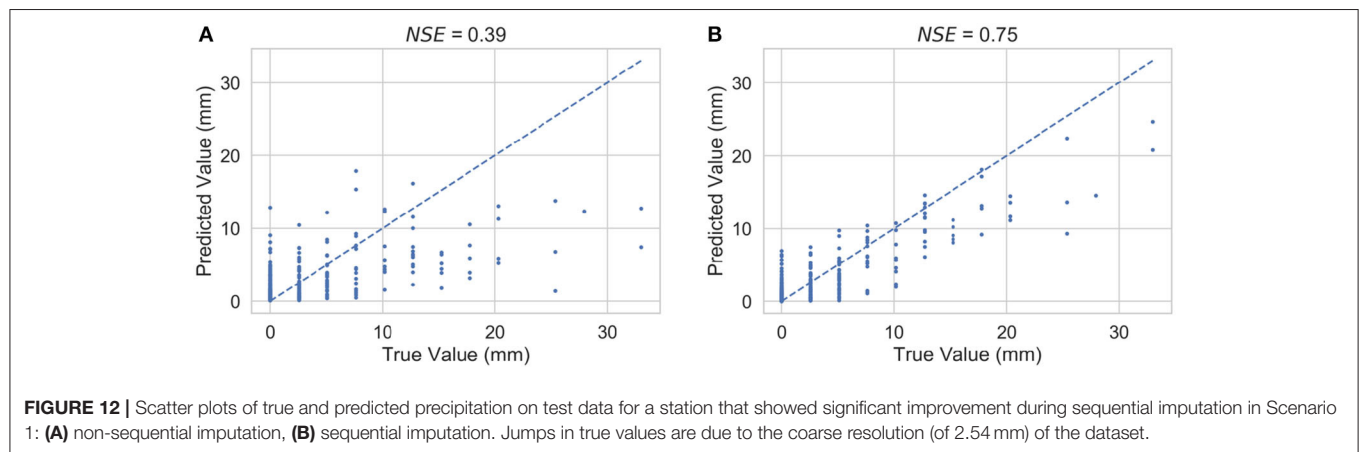 A
NSE = 0.39
Predicted Value (mm)
30
20
10
0
0 10 20 30
True Value (mm)
B
NSE = 0.75
Predicted Value (mm)
30
20
10
0
0 10 20 30
True Value (mm)
FIGURE 12 | Scatter plots of true and predicted precipitation on test data for a station that showed significant improvement during sequential imputation in Scenario
1: (A) non-sequential imputation, (B) sequential imputation. Jumps in true values are due to the coarse resolution (of 2.54 mm) of the dataset.